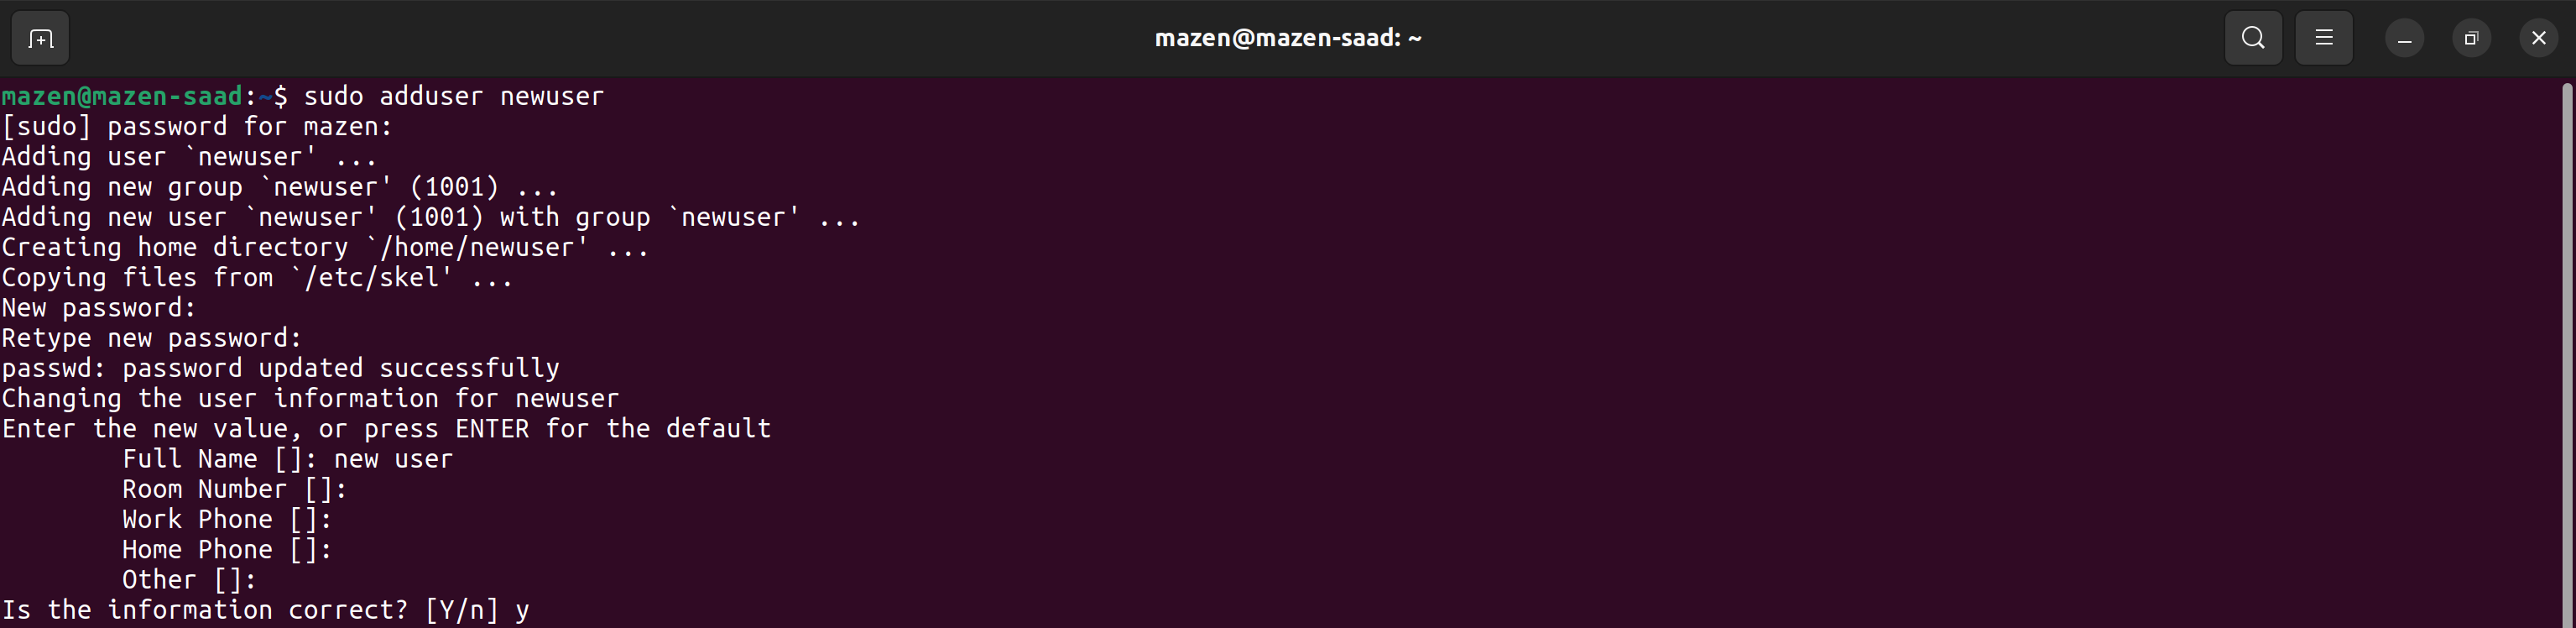 mazen@mazen-saad: ~
mazen@mazen-saad:~$ sudo adduser newuser
[sudo] password for mazen:
Adding user `newuser' ...
Adding new group `newuser' (1001) ...
Adding new user `newuser' (1001) with group `newuser' ...
Creating home directory `/home/newuser' ...
Copying files from `/etc/skel' ...
New password:
Retype new password:
passwd: password updated successfully
Changing the user information for newuser
Enter the new value, or press ENTER for the default
        Full Name []: new user
        Room Number []:
        Work Phone []:
        Home Phone []:
        Other []:
Is the information correct? [Y/n] y